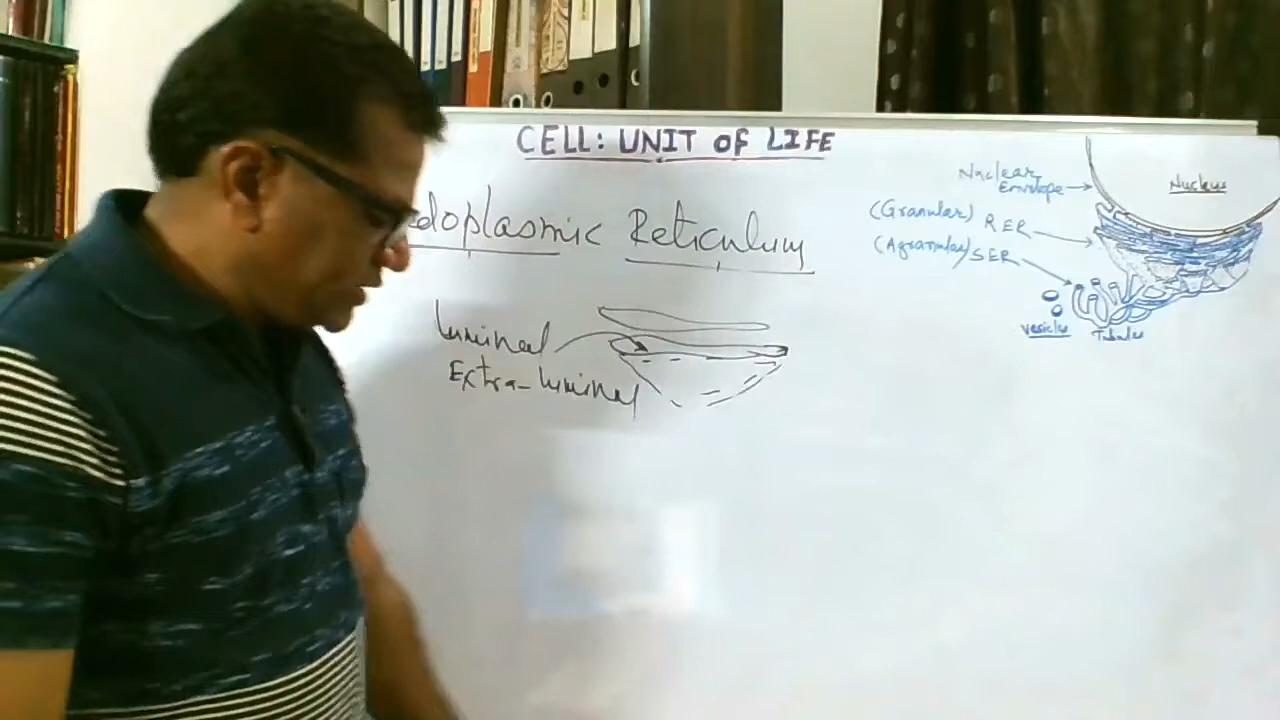 CELL: UNIT OF LIFE
doplasmic Reticulum
Nuclear Envelope
Nucleus
(Granular) RER
(Agranular) SER
Vesicles
Tubules
luminal
Extra-luminal